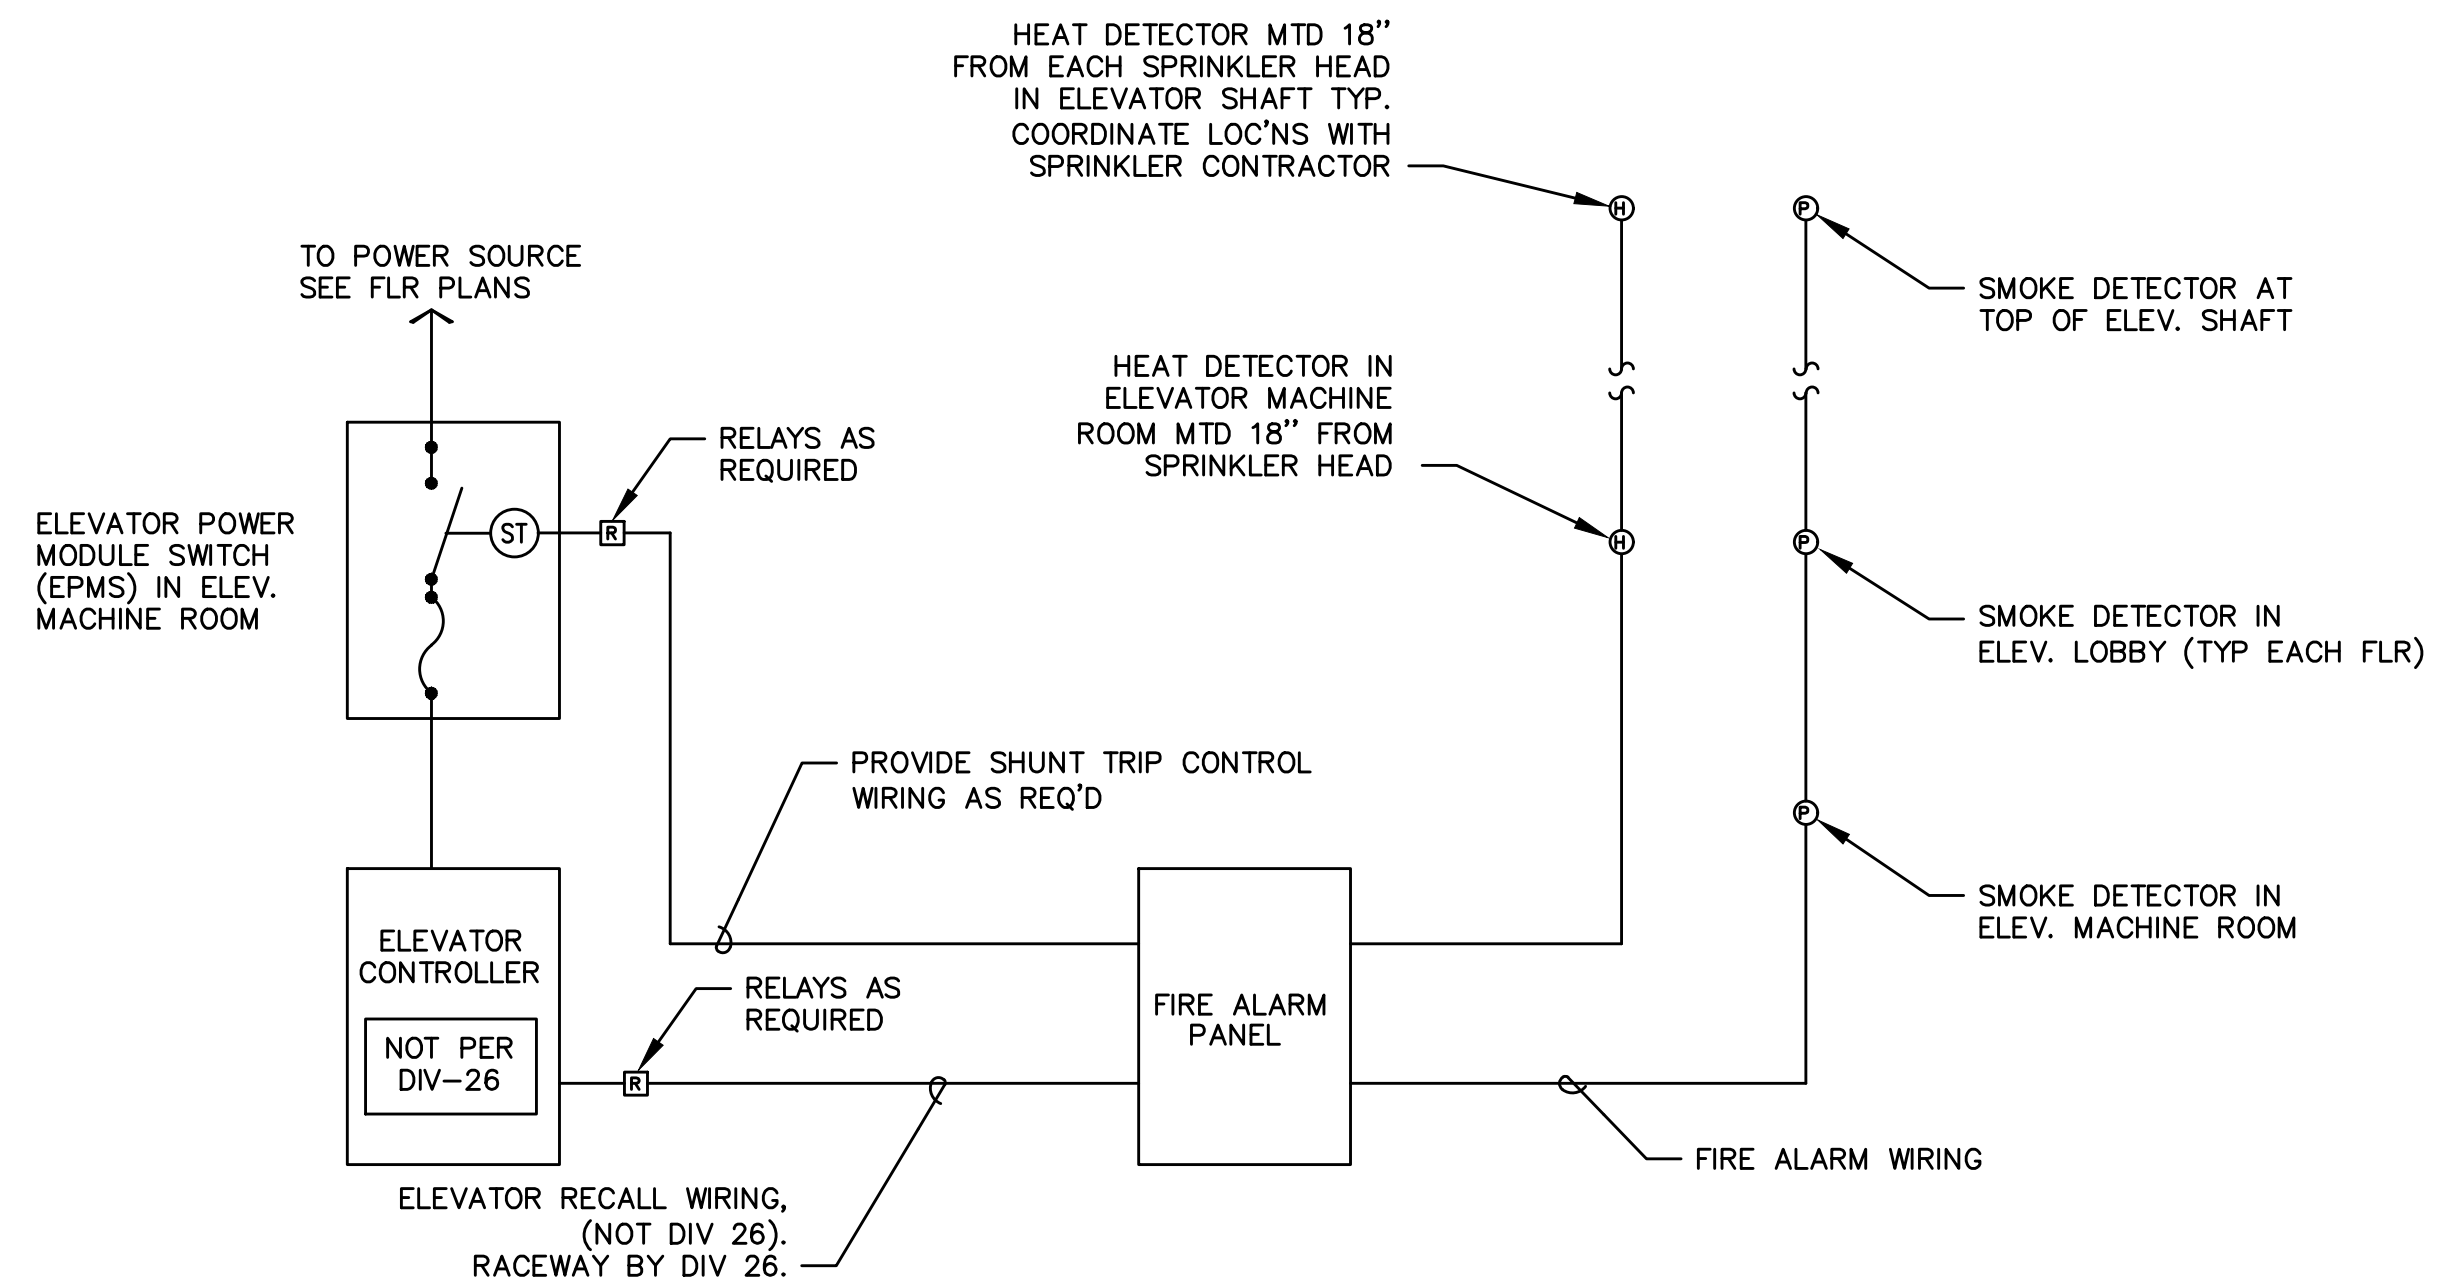 HEAT DETECTOR MTD 18’’
FROM EACH SPRINKLER HEAD
IN ELEVATOR SHAFT TYP.
COORDINATE LOC’NS WITH
SPRINKLER CONTRACTOR
H
P
TO POWER SOURCE
SEE FLR PLANS
SMOKE DETECTOR AT
TOP OF ELEV. SHAFT
HEAT DETECTOR IN
ELEVATOR MACHINE
ROOM MTD 18’’ FROM
SPRINKLER HEAD
RELAYS AS
REQUIRED
ELEVATOR POWER
MODULE SWITCH
(EPMS) IN ELEV.
MACHINE ROOM
ST
R
H
P
SMOKE DETECTOR IN
ELEV. LOBBY (TYP EACH FLR)
PROVIDE SHUNT TRIP CONTROL
WIRING AS REQ’D
P
SMOKE DETECTOR IN
ELEV. MACHINE ROOM
ELEVATOR
CONTROLLER
NOT PER
DIV-26
RELAYS AS
REQUIRED
R
FIRE ALARM
PANEL
FIRE ALARM WIRING
ELEVATOR RECALL WIRING,
(NOT DIV 26).
RACEWAY BY DIV 26.